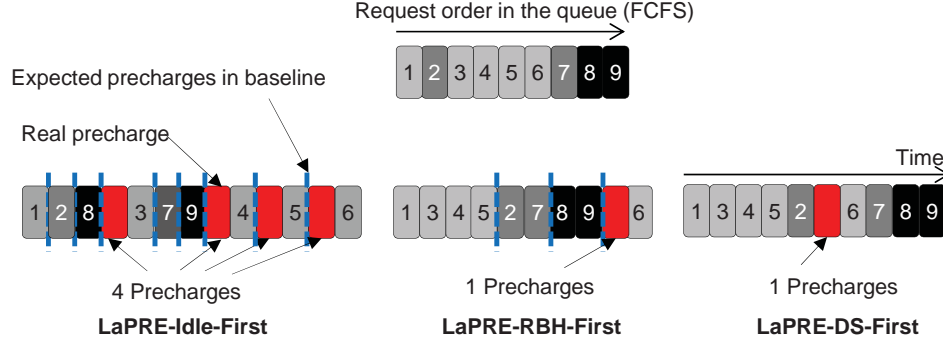 Request order in the queue (FCFS)
1 2 3 4 5 6 7 8 9
Expected precharges in baseline
Real precharge
Time
1 2 8 3 7 9 4 5 6
1 3 4 5 2 7 8 9 6
1 3 4 5 2 6 7 8 9
4 Precharges
1 Precharges
1 Precharges
LaPRE-Idle-First
LaPRE-RBH-First
LaPRE-DS-First